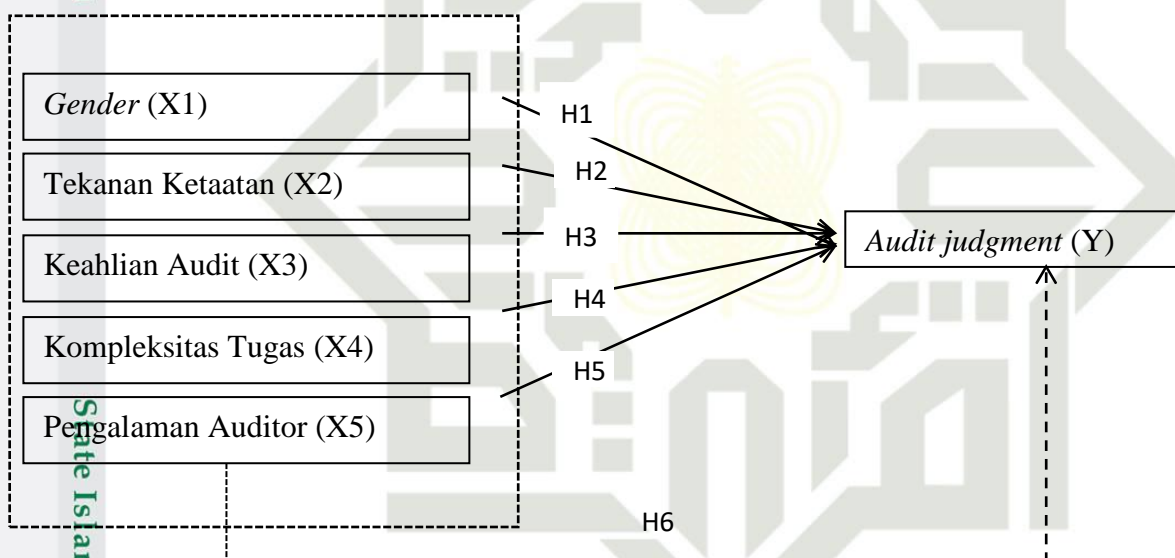 Gender (X1)
Tekanan Ketaatan (X2)
Keahlian Audit (X3)
Kompleksitas Tugas (X4)
Pengalaman Auditor (X5)
H1
H2
H3
H4
H5
H6
Audit judgment (Y)
State Islam